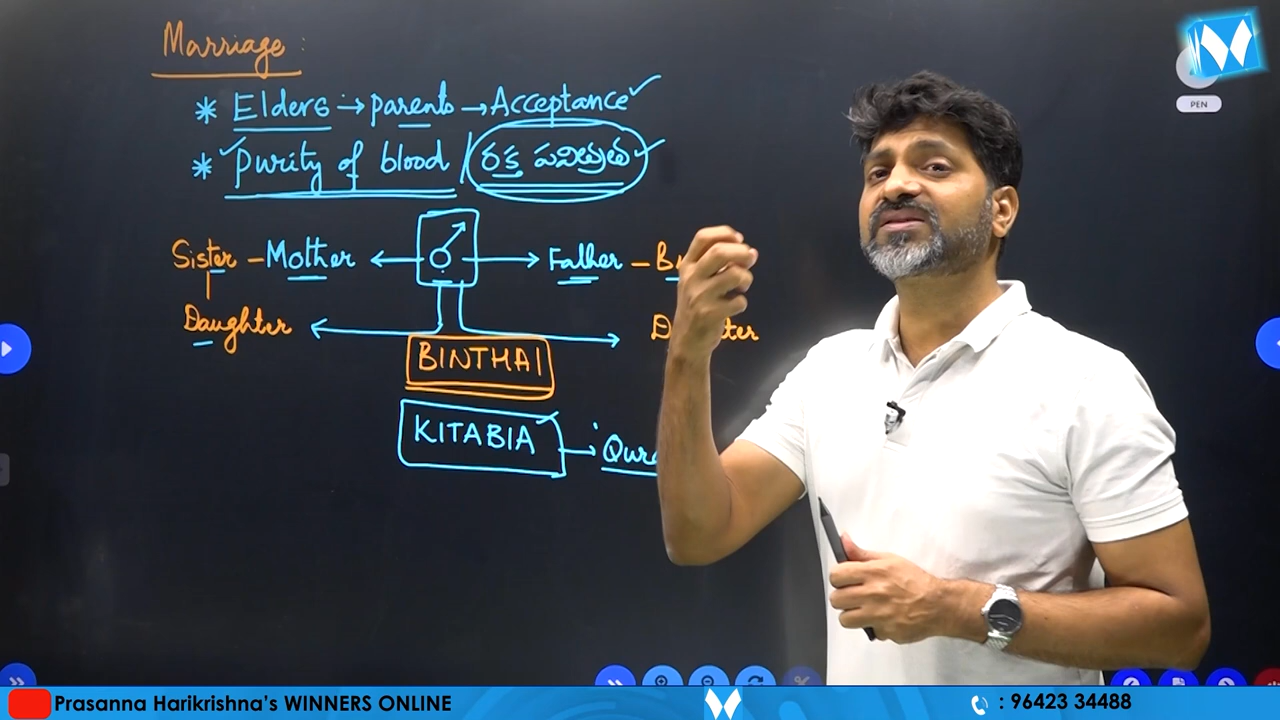 Marriage :
* Elders → parents → Acceptance ✓
* ✓ Purity of blood / రక్త పవిత్రత ✓
Sister - Mother ← ♂ → Father -
Daughter
BINTHAI
KITABIA →
PEN
Prasanna Harikrishna's WINNERS ONLINE
: 96423 34488